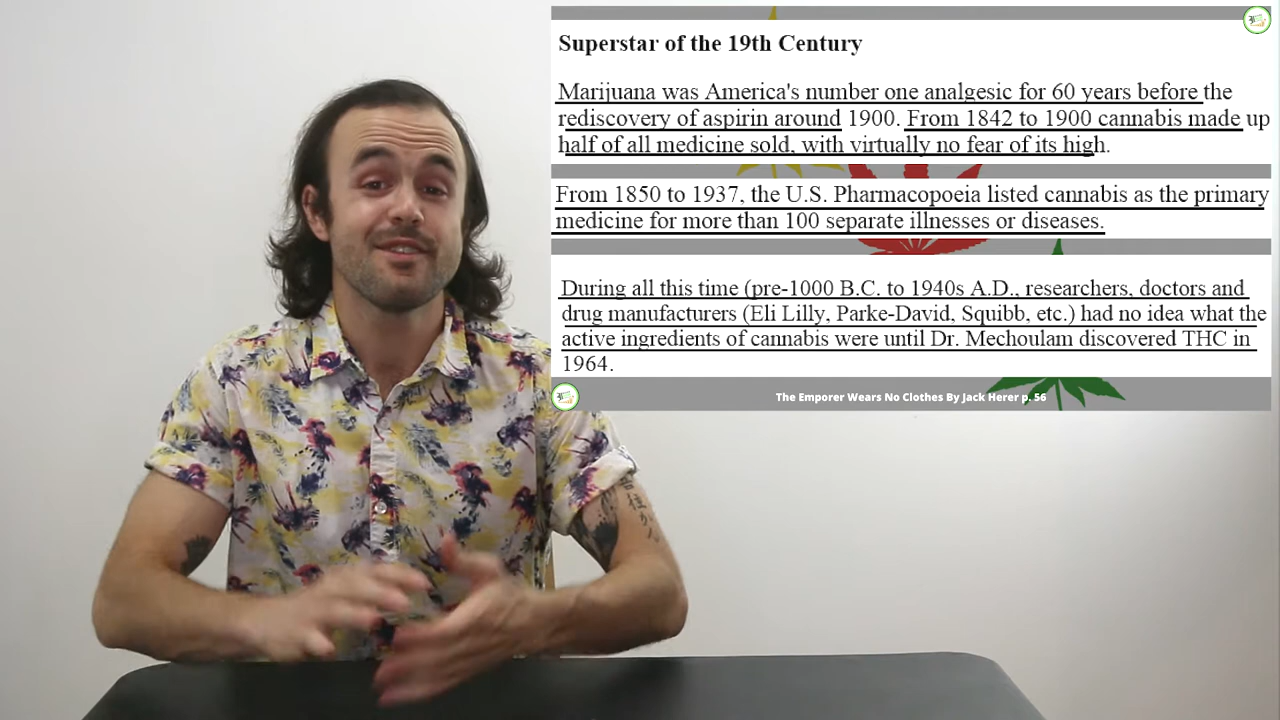 Superstar of the 19th Century
Marijuana was America's number one analgesic for 60 years before the
rediscovery of aspirin around 1900. From 1842 to 1900 cannabis made up
half of all medicine sold, with virtually no fear of its high.
From 1850 to 1937, the U.S. Pharmacopoeia listed cannabis as the primary
medicine for more than 100 separate illnesses or diseases.
During all this time (pre-1000 B.C. to 1940s A.D., researchers, doctors and
drug manufacturers (Eli Lilly, Parke-David, Squibb, etc.) had no idea what the
active ingredients of cannabis were until Dr. Mechoulam discovered THC in
1964.
The Emporer Wears No Clothes By Jack Herer p. 56